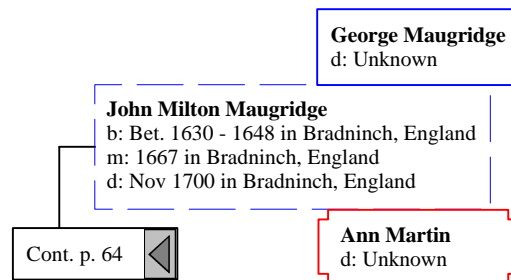 George Maugridge
d: Unknown
John Milton Maugridge
b: Bet. 1630 - 1648 in Bradninch, England
m: 1667 in Bradninch, England
d: Nov 1700 in Bradninch, England
Cont. p. 64
Ann Martin
d: Unknown